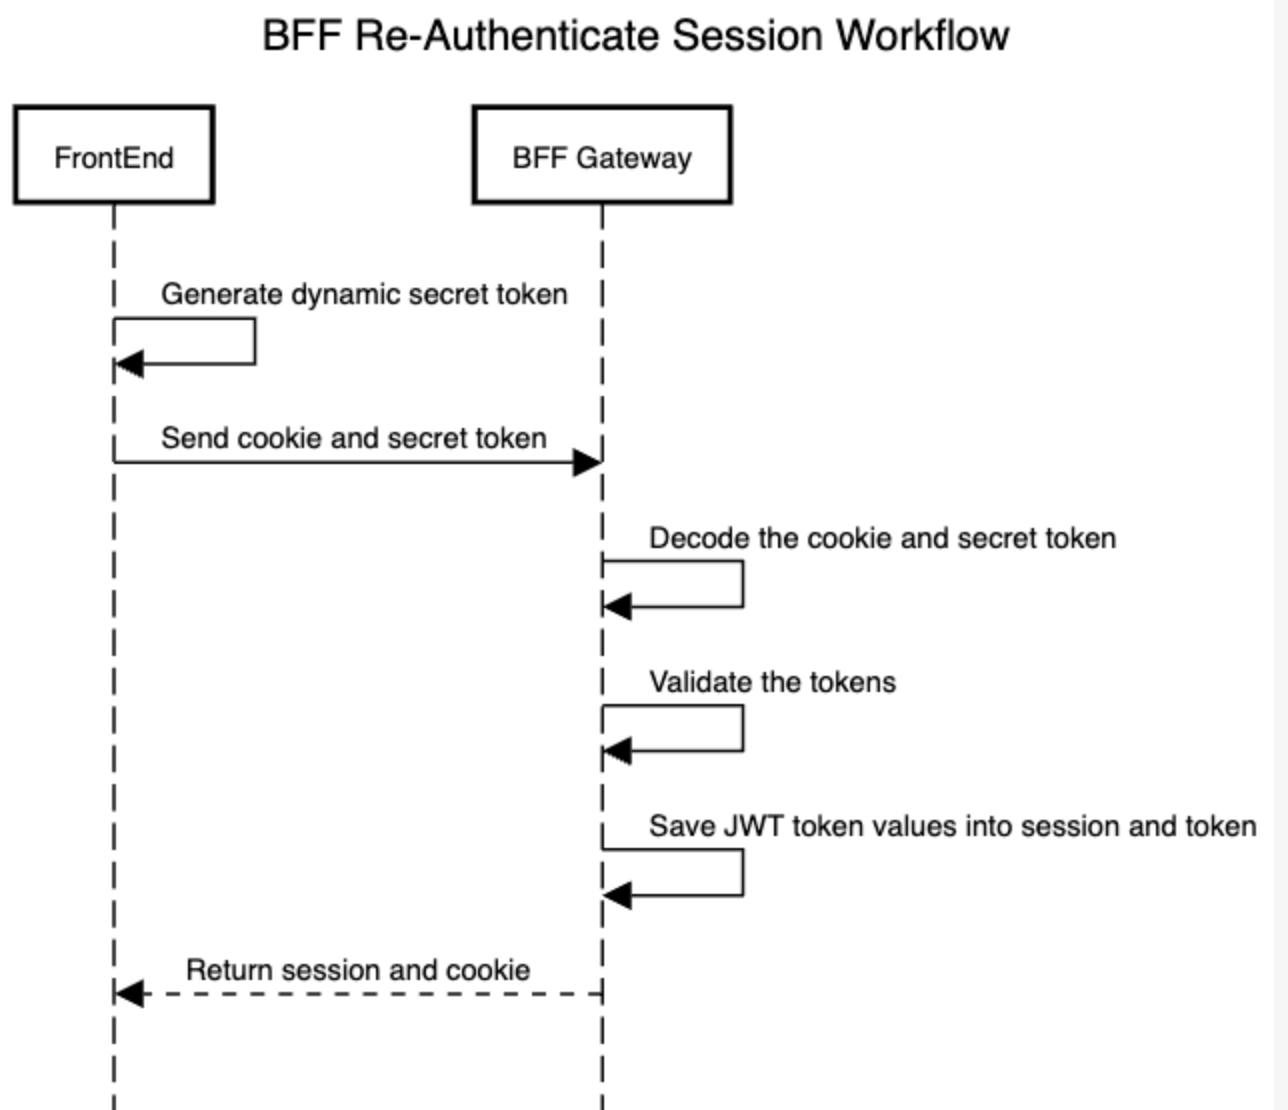 BFF Re-Authenticate Session Workflow
FrontEnd
BFF Gateway
Generate dynamic secret token
Send cookie and secret token
Decode the cookie and secret token
Validate the tokens
Save JWT token values into session and token
Return session and cookie